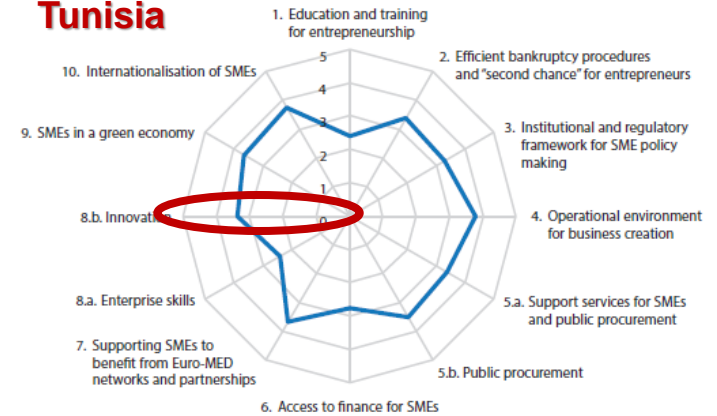 Tunisia
1. Education and training
for entrepreneurship
2. Efficient bankruptcy procedures
and “second chance” for entrepreneurs
3. Institutional and regulatory
framework for SME policy
making
4. Operational environment
for business creation
5.a. Support services for SMEs
and public procurement
5.b. Public procurement
6. Access to finance for SMEs
7. Supporting SMEs to
benefit from Euro-MED
networks and partnerships
8.a. Enterprise skills
8.b. Innovation
9. SMEs in a green economy
10. Internationalisation of SMEs
5
4
3
2
1
0